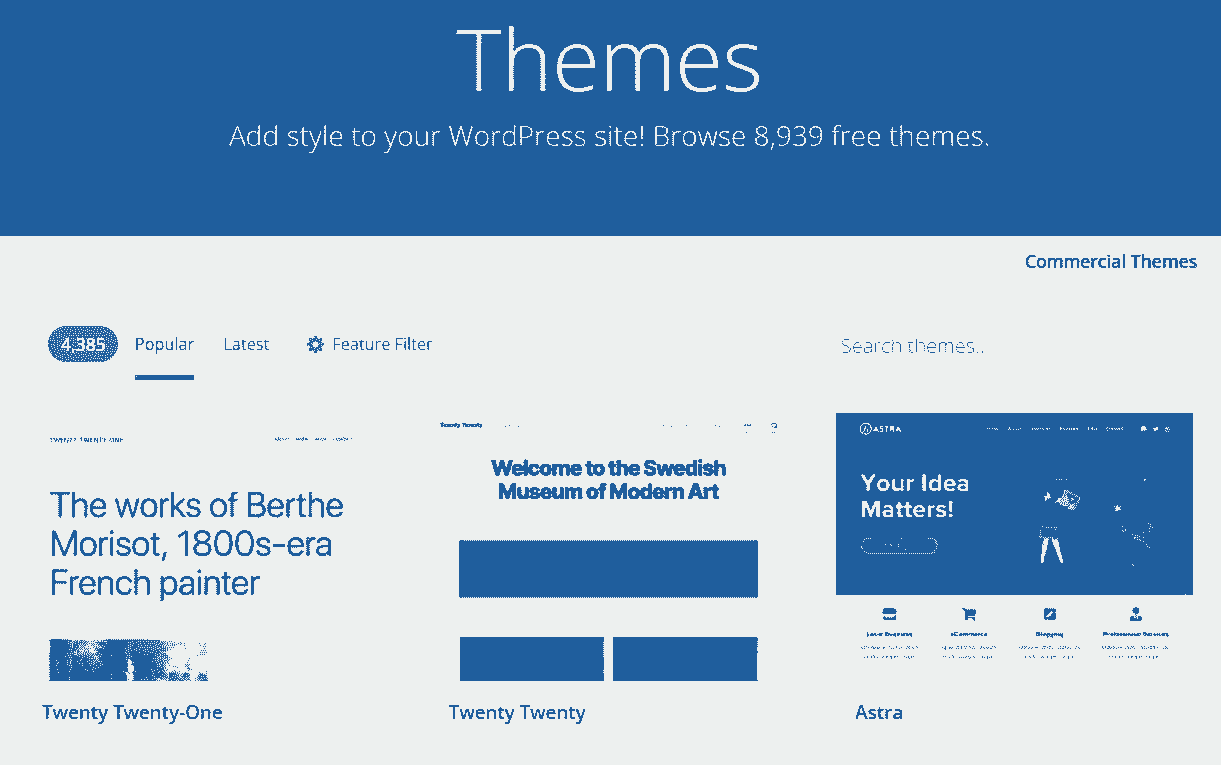 Themes
Add style to your WordPress site! Browse 8,939 free themes.
Commercial Themes
4,385 Popular Latest Feature Filter Search themes..
TWENTY TWENTY-ONE
Twenty Twenty
ASTRA
Welcome to the Swedish
Museum of Modern Art
Your Idea
Matters!
The works of Berthe
Morisot, 1800s-era
French painter
eCommerce
Blogging
Twenty Twenty-One
Twenty Twenty
Astra